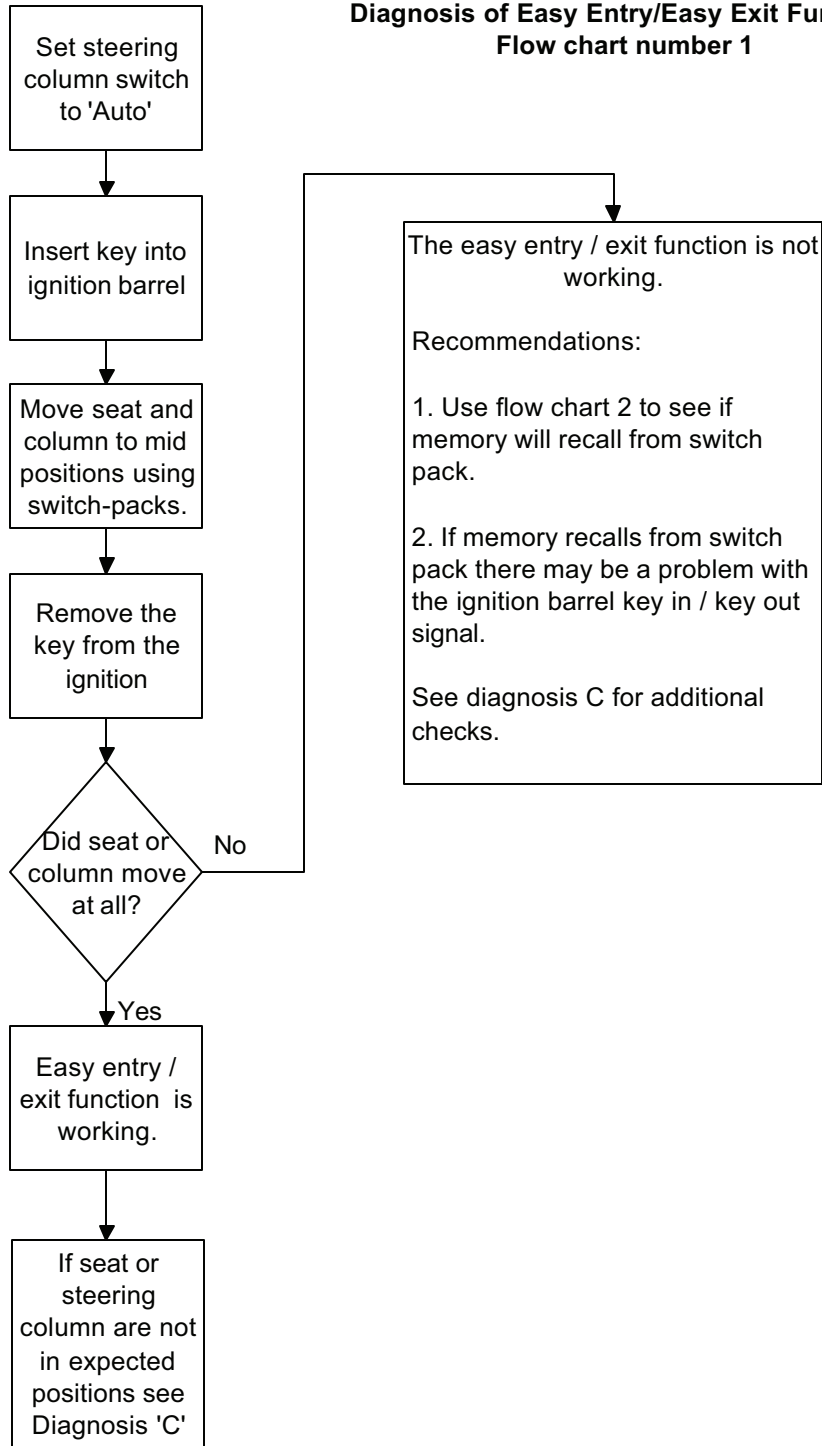 Diagnosis of Easy Entry/Easy Exit Fun
Flow chart number 1
Set steering
column switch
to 'Auto'
Insert key into
ignition barrel
Move seat and
column to mid
positions using
switch-packs.
Remove the
key from the
ignition
Did seat or
column move
at all?
No
Yes
Easy entry /
exit function is
working.
If seat or
steering
column are not
in expected
positions see
Diagnosis 'C'
The easy entry / exit function is not
working.
Recommendations:
1. Use flow chart 2 to see if
memory will recall from switch
pack.
2. If memory recalls from switch
pack there may be a problem with
the ignition barrel key in / key out
signal.
See diagnosis C for additional
checks.